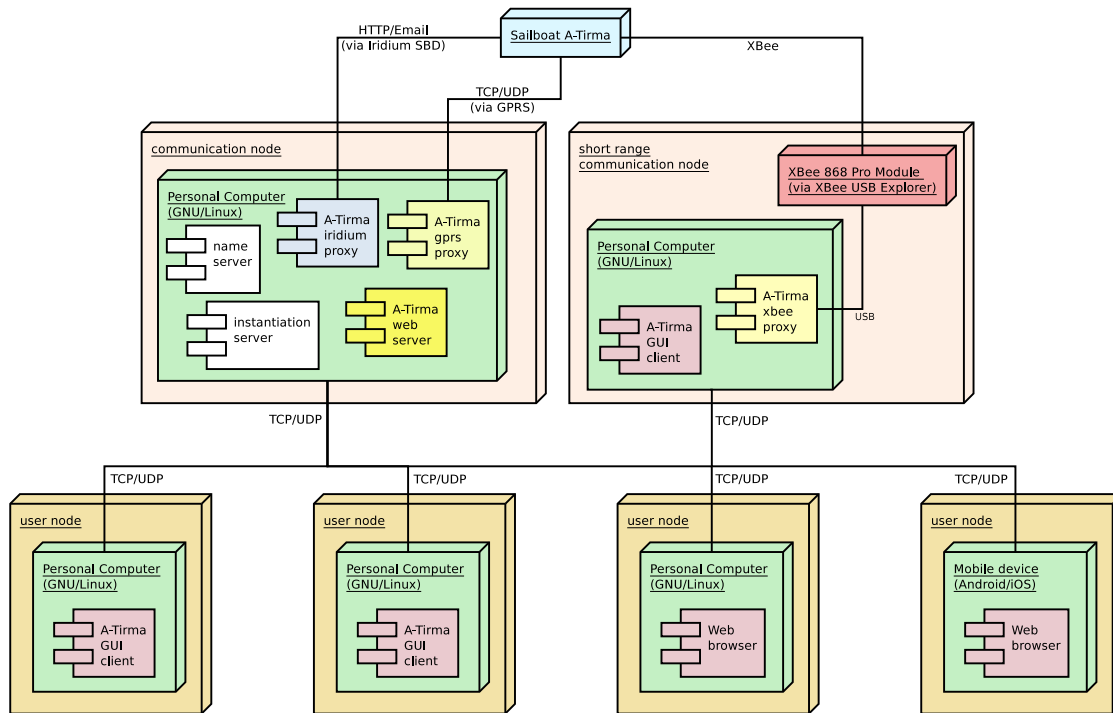 HTTP/Email
(via Iridium SBD)
Sailboat A-Tirma
XBee
TCP/UDP
(via GPRS)
communication node
Personal Computer
(GNU/Linux)
name
server
A-Tirma
iridium
proxy
A-Tirma
gprs
proxy
instantiation
server
A-Tirma
web
server
short range
communication node
XBee 868 Pro Module
(via XBee USB Explorer)
Personal Computer
(GNU/Linux)
A-Tirma
xbee
proxy
USB
A-Tirma
GUI
client
TCP/UDP
TCP/UDP
TCP/UDP
TCP/UDP
TCP/UDP
TCP/UDP
user node
Personal Computer
(GNU/Linux)
A-Tirma
GUI
client
user node
Personal Computer
(GNU/Linux)
A-Tirma
GUI
client
user node
Personal Computer
(GNU/Linux)
Web
browser
user node
Mobile device
(Android/iOS)
Web
browser